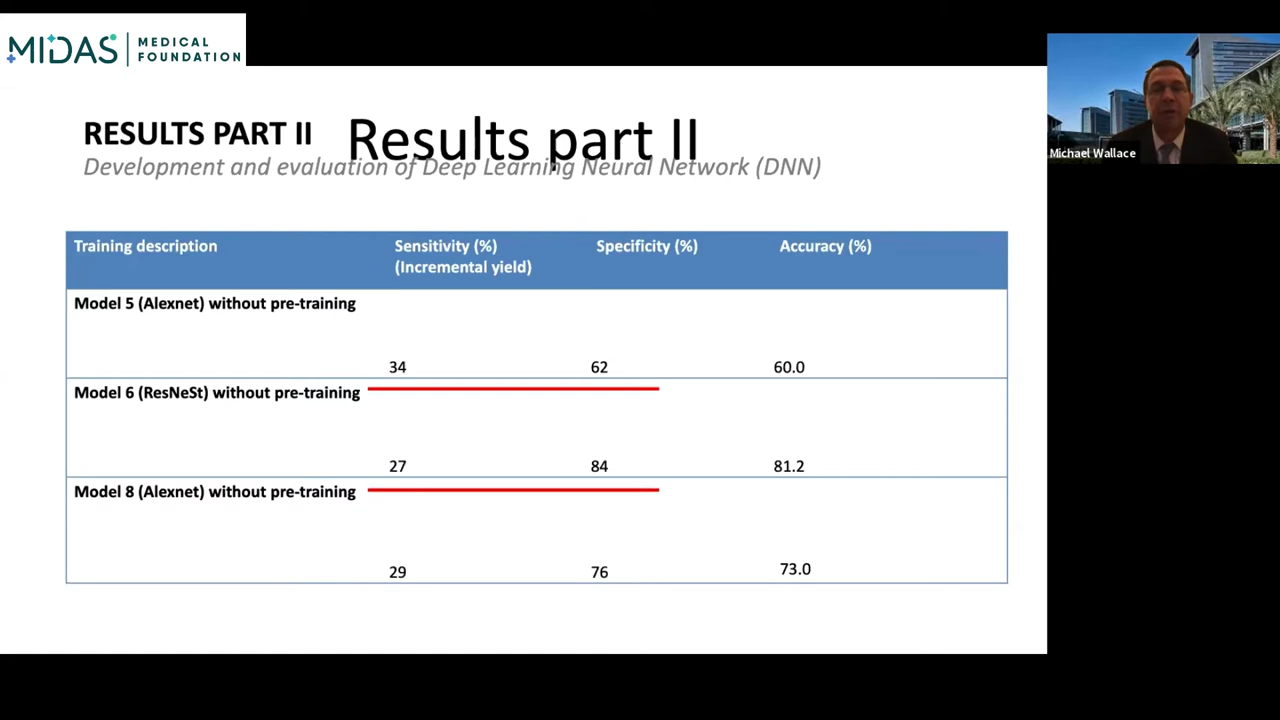 MIDAS MEDICAL
FOUNDATION
Michael Wallace
RESULTS PART II
Results part II
Development and evaluation of Deep Learning Neural Network (DNN)
Training description Sensitivity (%) Specificity (%) Accuracy (%)
(Incremental yield)
Model 5 (Alexnet) without pre-training
34 62 60.0
Model 6 (ResNeSt) without pre-training
27 84 81.2
Model 8 (Alexnet) without pre-training
29 76 73.0